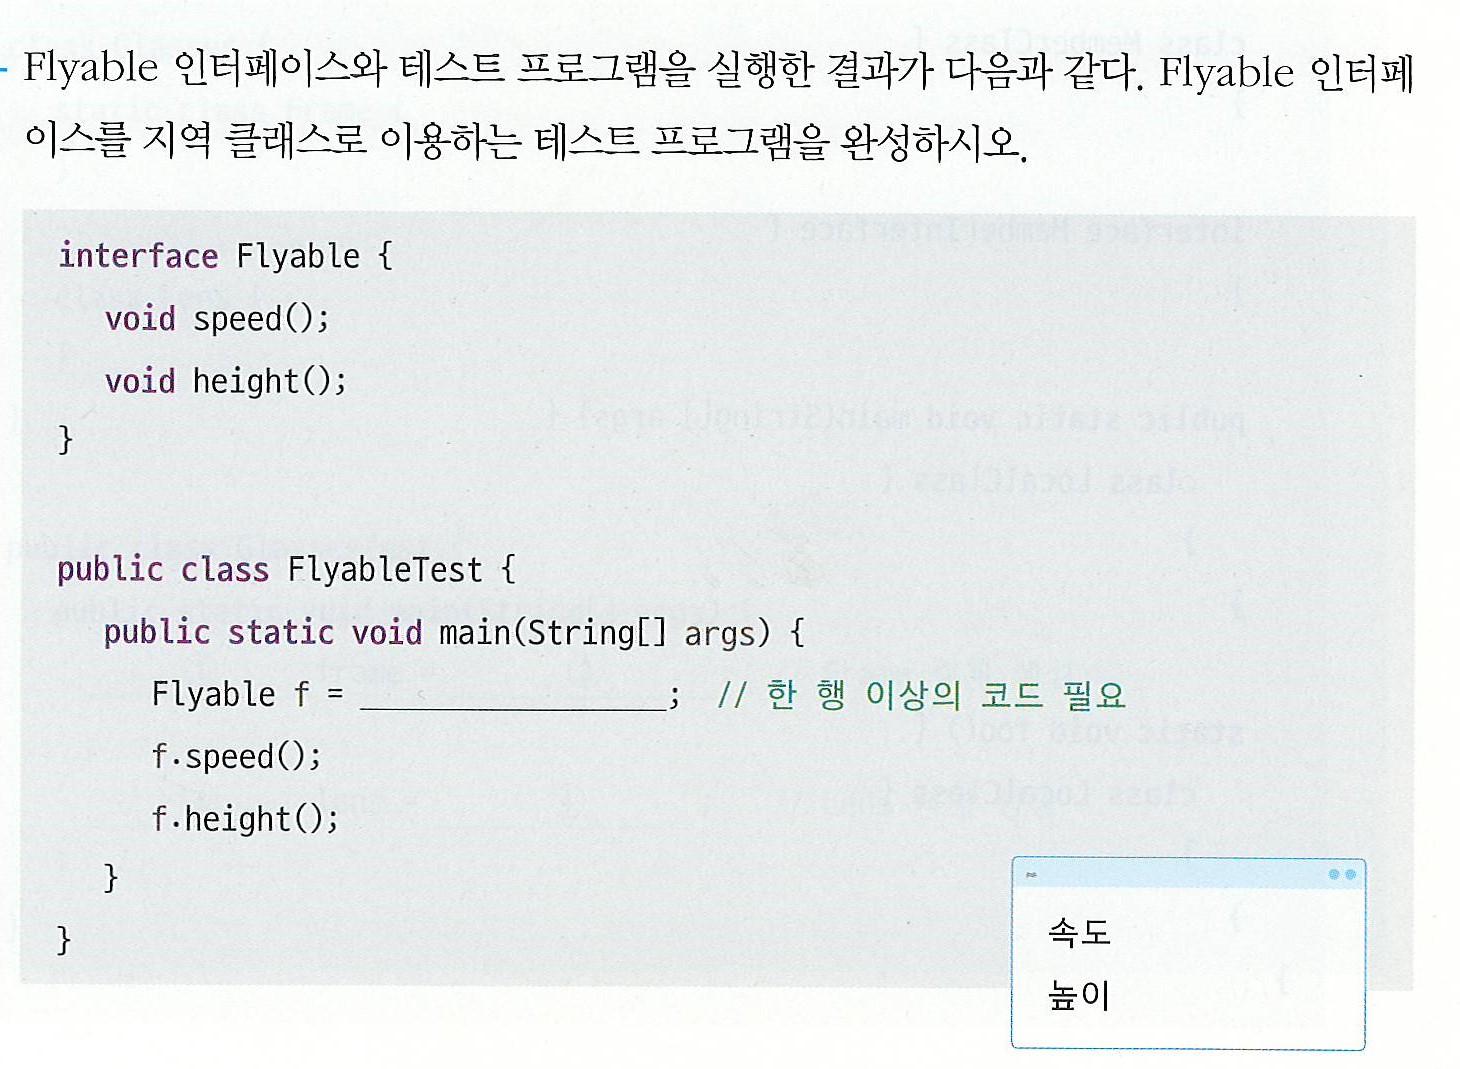 Flyable 인터페이스와 테스트 프로그램을 실행한 결과가 다음과 같다. Flyable 인터페
이스를 지역 클래스로 이용하는 테스트 프로그램을 완성하시오.
interface Flyable {
void speed();
void height();
}
public class FlyableTest {
public static void main(String[] args) {
Flyable f = ________________; // 한 행 이상의 코드 필요
f.speed();
f.height();
}
}
속도
높이